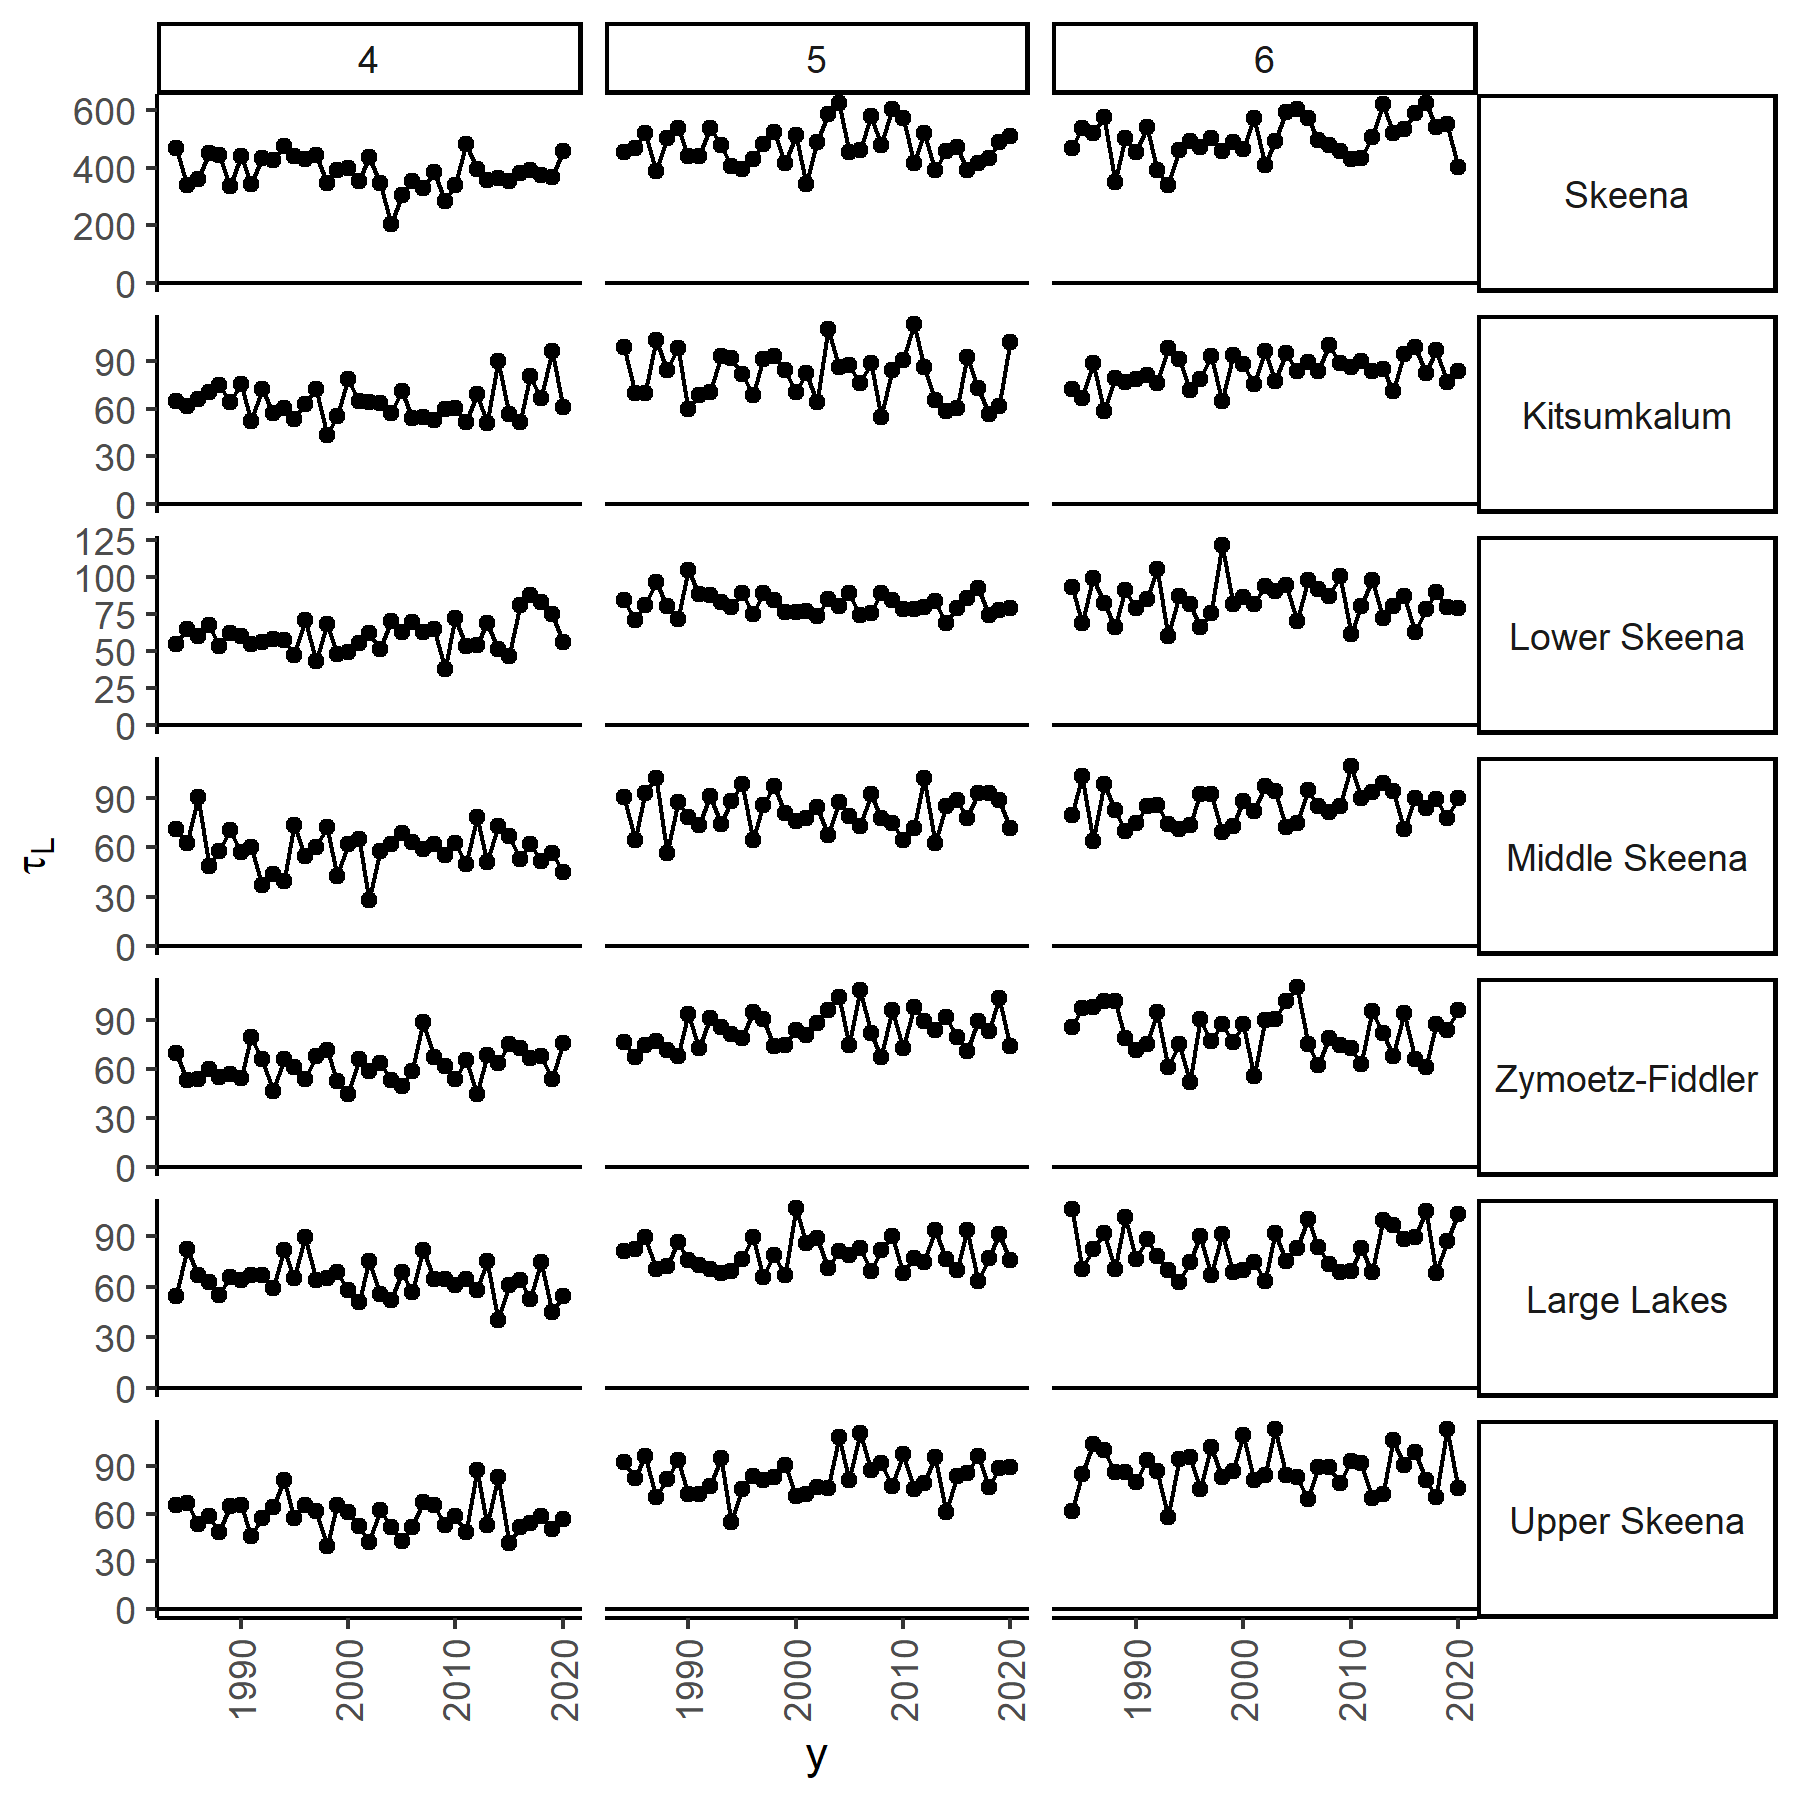 4 5 6
600
400
200
0
Skeena
90
60
30
0
Kitsumkalum
125
100
75
50
25
0
Lower Skeena
90
60
30
0
Middle Skeena
τL
90
60
30
0
Zymoetz-Fiddler
90
60
30
0
Large Lakes
90
60
30
0
Upper Skeena
1990 2000 2010 2020 1990 2000 2010 2020 1990 2000 2010 2020
y